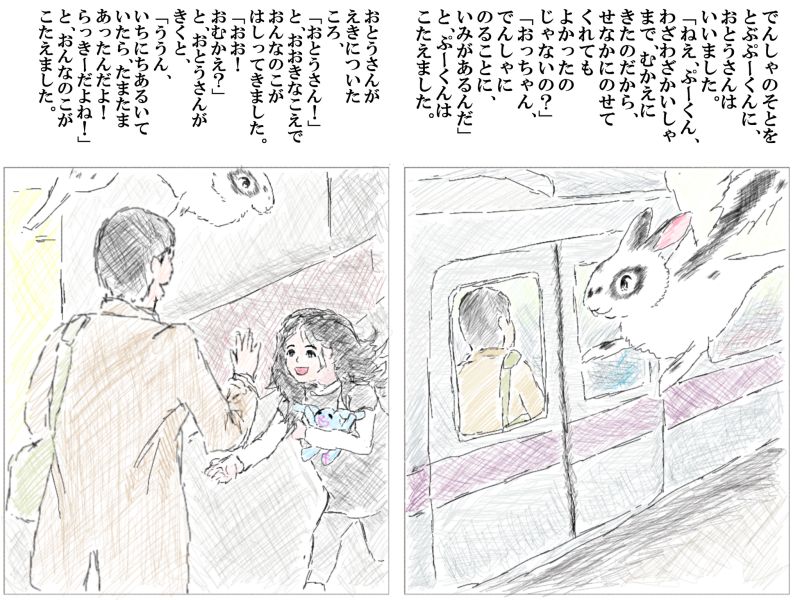 でんしゃのそとを
とぶぷーくんに、
おとうさんは
いいました。
「ねえ、ぷーくん、
わざわざかいしゃ
まで、むかえに
きたのだから、
せなかにのせて
くれても
よかったの
じゃないの？」
「おっちゃん、
でんしゃに
のることに、
いみがあるんだ」
と、ぷーくんは
こたえました。
おとうさんが
えきについた
ころ、
「おとうさん！」
と、おおきなこえで
おんなのこが
はしってきました。
「おお！
おむかえ？」
と、おとうさんが
きくと、
「ううん、
いちにちあるいて
いたら、たまたま
あったんだよ！
らっきーだよね！」
と、おんなのこが
こたえました。